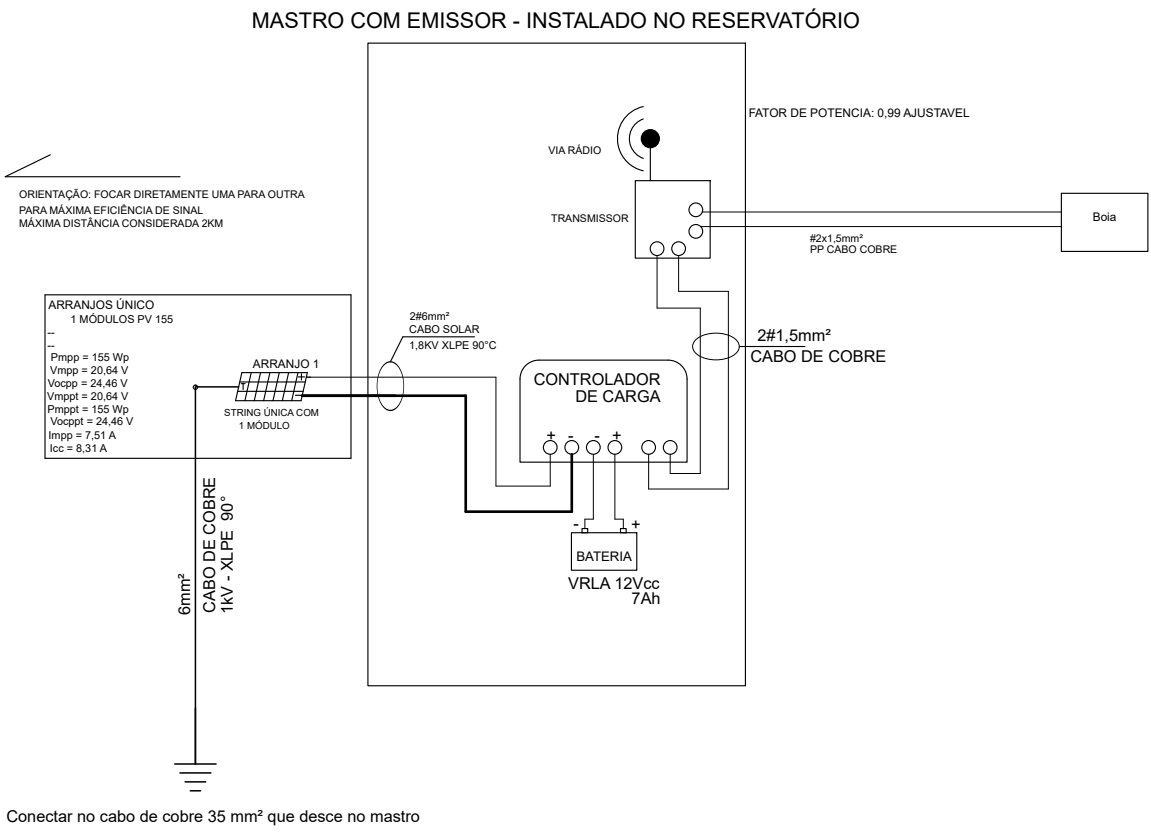 MASTRO COM EMISSOR - INSTALADO NO RESERVATÓRIO
FATOR DE POTENCIA: 0,99 AJUSTAVEL
VIA RÁDIO
ORIENTAÇÃO: FOCAR DIRETAMENTE UMA PARA OUTRA
PARA MÁXIMA EFICIÊNCIA DE SINAL
MÁXIMA DISTÂNCIA CONSIDERADA 2KM
TRANSMISSOR
Boia
#2x1,5mm²
PP CABO COBRE
ARRANJOS ÚNICO
1 MÓDULOS PV 155
--
--
Pmpp = 155 Wp
Vmpp = 20,64 V
Vocpp = 24,46 V
Vmppt = 20,64 V
Pmppt = 155 Wp
Vocppt = 24,46 V
Impp = 7,51 A
Icc = 8,31 A
ARRANJO 1
+ -
T
STRING ÚNICA COM
1 MÓDULO
2#6mm²
CABO SOLAR
1,8KV XLPE 90°C
2#1,5mm²
CABO DE COBRE
CONTROLADOR
DE CARGA
+ - - +
- +
BATERIA
VRLA 12Vcc
7Ah
6mm²
CABO DE COBRE
1kV - XLPE 90°
Conectar no cabo de cobre 35 mm² que desce no mastro